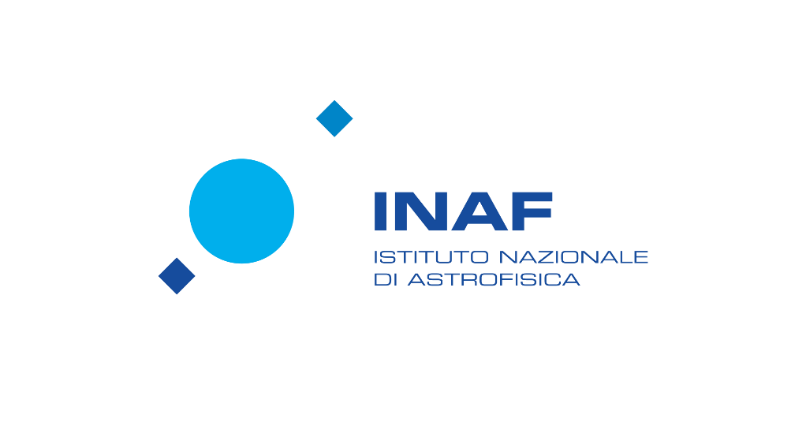 INAF
ISTITUTO NAZIONALE
DI ASTROFISICA